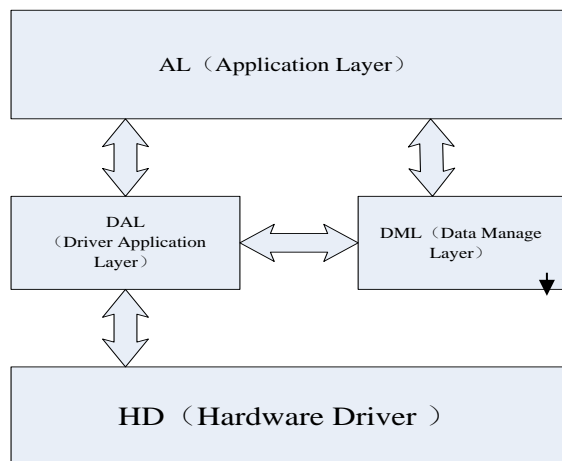 AL（Application Layer）
DAL
（Driver Application
Layer）
DML（Data Manage
Layer）
HD（Hardware Driver ）